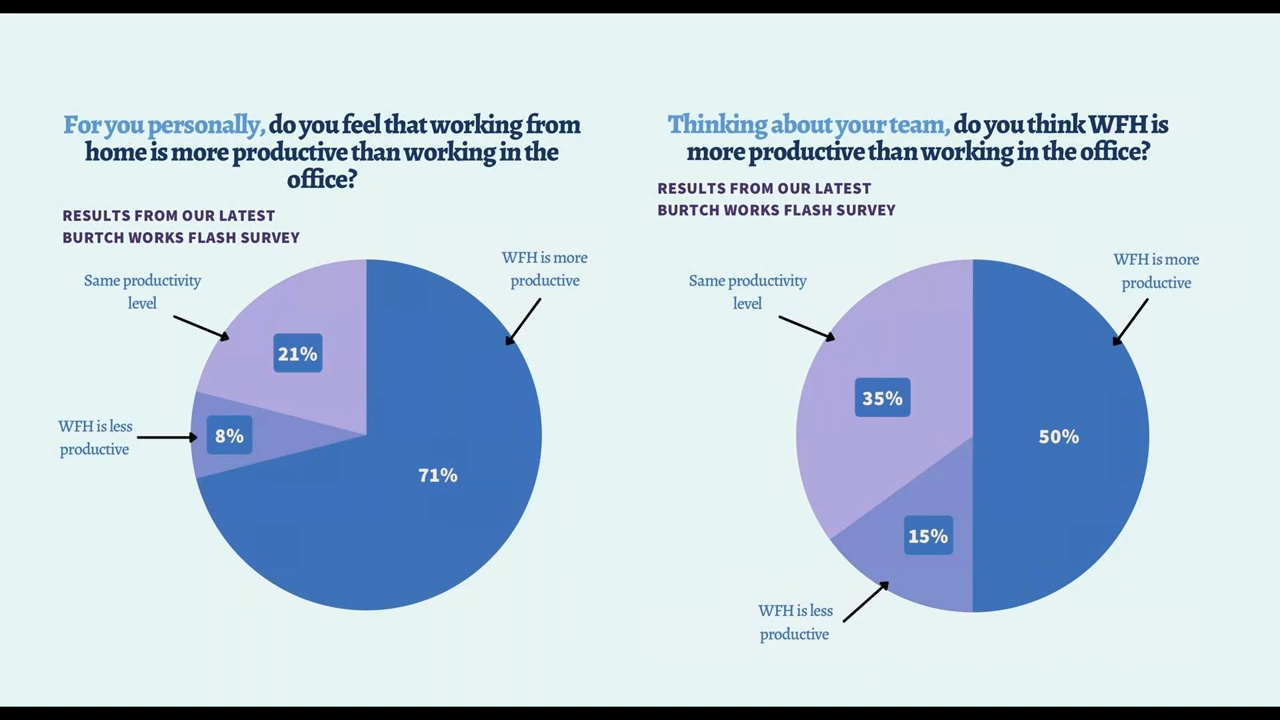 For you personally, do you feel that working from
home is more productive than working in the
office?
RESULTS FROM OUR LATEST
BURTCH WORKS FLASH SURVEY
Same productivity
level
WFH is more
productive
21%
WFH is less
productive
8%
71%
Thinking about your team, do you think WFH is
more productive than working in the office?
RESULTS FROM OUR LATEST
BURTCH WORKS FLASH SURVEY
Same productivity
level
WFH is more
productive
35%
50%
15%
WFH is less
productive